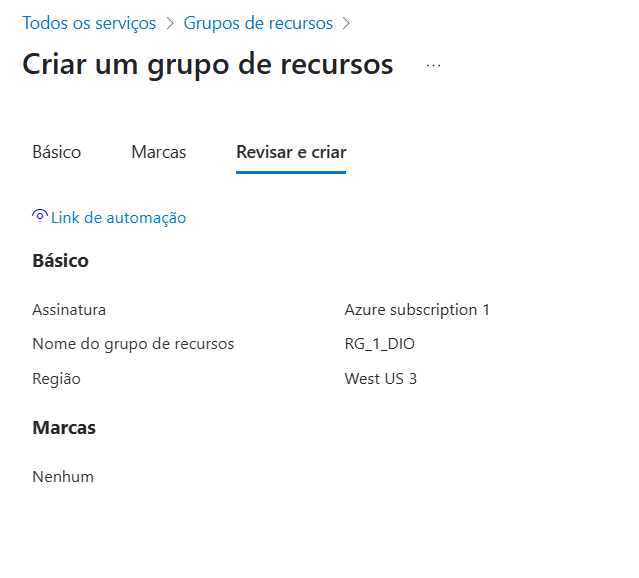 Todos os serviços > Grupos de recursos >
Criar um grupo de recursos ...
Básico Marcas Revisar e criar
Link de automação
Básico
Assinatura Azure subscription 1
Nome do grupo de recursos RG_1_DIO
Região West US 3
Marcas
Nenhum